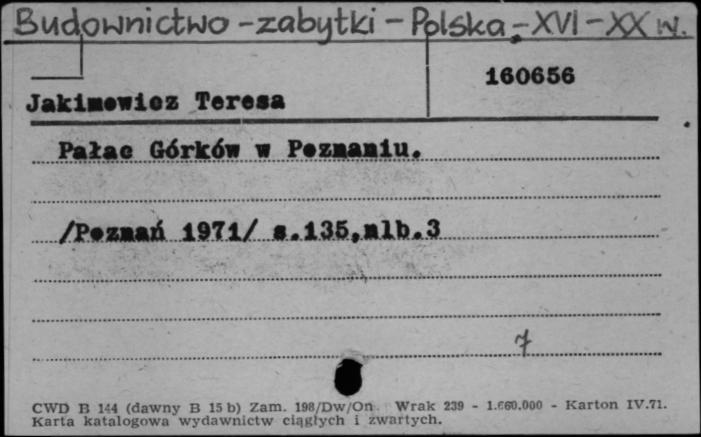 Budownictwo - zabytki - Polska - XVI - XX w.
160656
Jakimowicz Teresa
Pałac Górków w Poznaniu.
/Poznań 1971/ s.135,nlb.3
7
CWD B 144 (dawny B 15 b) Zam. 198/Dw/On. Wrak 239 - 1.660.000 - Karton IV.71.
Karta katalogowa wydawnictw ciągłych i zwartych.